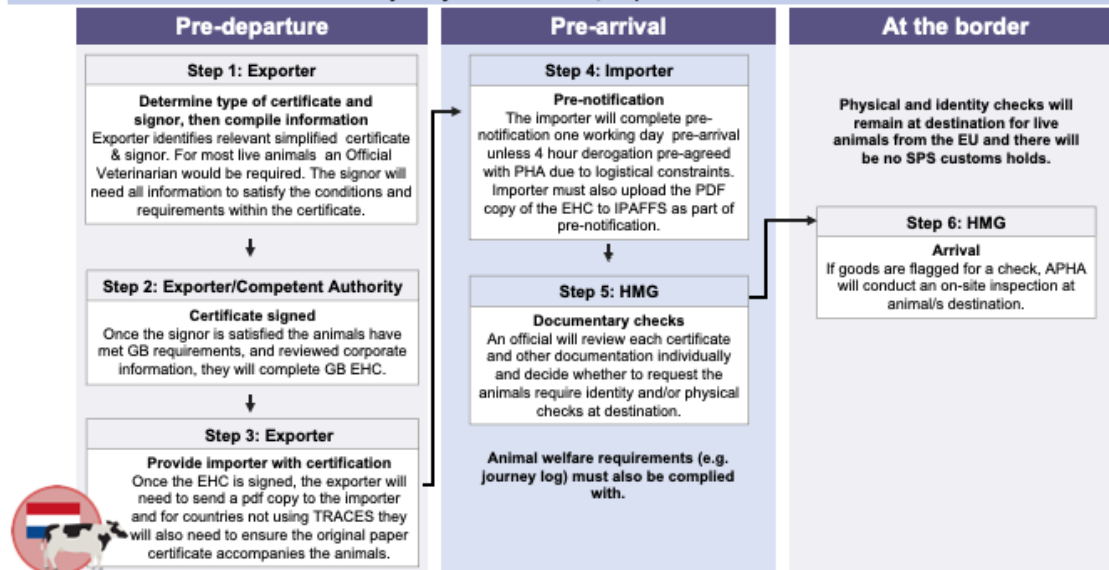 Pre-departure
Step 1: Exporter
Determine type of certificate and
signor, then compile information
Exporter identifies relevant simplified certificate
& signor. For most live animals an Official
Veterinarian would be required. The signor will
need all information to satisfy the conditions and
requirements within the certificate.
Step 2: Exporter/Competent Authority
Certificate signed
Once the signor is satisfied the animals have
met GB requirements, and reviewed corporate
information, they will complete GB EHC.
Step 3: Exporter
Provide importer with certification
Once the EHC is signed, the exporter will
need to send a pdf copy to the importer
and for countries not using TRACES they
will also need to ensure the original paper
certificate accompanies the animals.
Pre-arrival
Step 4: Importer
Pre-notification
The importer will complete pre-
notification one working day pre-arrival
unless 4 hour derogation pre-agreed
with PHA due to logistical constraints.
Importer must also upload the PDF
copy of the EHC to IPAFFS as part of
pre-notification.
Step 5: HMG
Documentary checks
An official will review each certificate
and other documentation individually
and decide whether to request the
animals require identity and/or physical
checks at destination.
Animal welfare requirements (e.g.
journey log) must also be complied
with.
At the border
Physical and identity checks will
remain at destination for live
animals from the EU and there will
be no SPS customs holds.
Step 6: HMG
Arrival
If goods are flagged for a check, APHA
will conduct an on-site inspection at
animal/s destination.